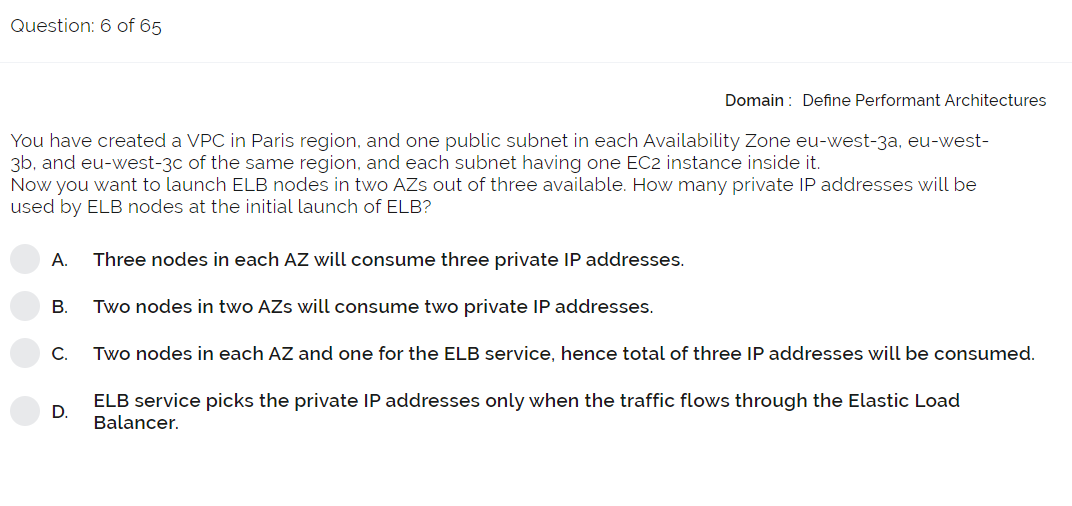 Question: 6 of 65
Domain : Define Performant Architectures
You have created a VPC in Paris region, and one public subnet in each Availability Zone eu-west-3a, eu-west-
3b, and eu-west-3c of the same region, and each subnet having one EC2 instance inside it.
Now you want to launch ELB nodes in two AZs out of three available. How many private IP addresses will be
used by ELB nodes at the initial launch of ELB?
A. Three nodes in each AZ will consume three private IP addresses.
B. Two nodes in two AZs will consume two private IP addresses.
C. Two nodes in each AZ and one for the ELB service, hence total of three IP addresses will be consumed.
D. ELB service picks the private IP addresses only when the traffic flows through the Elastic Load
Balancer.